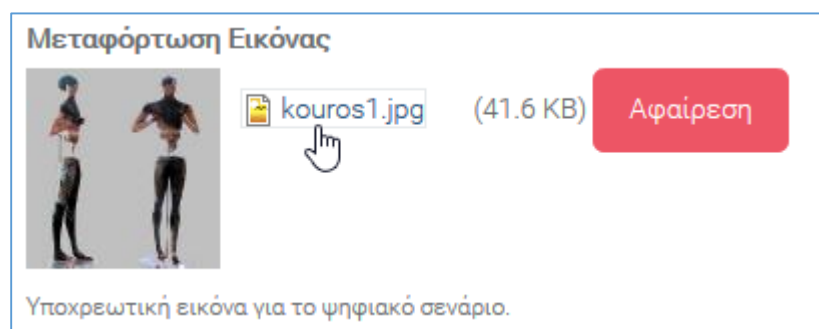 Μεταφόρτωση Εικόνας
kouros1.jpg (41.6 KB) Αφαίρεση
Υποχρεωτική εικόνα για το ψηφιακό σενάριο.